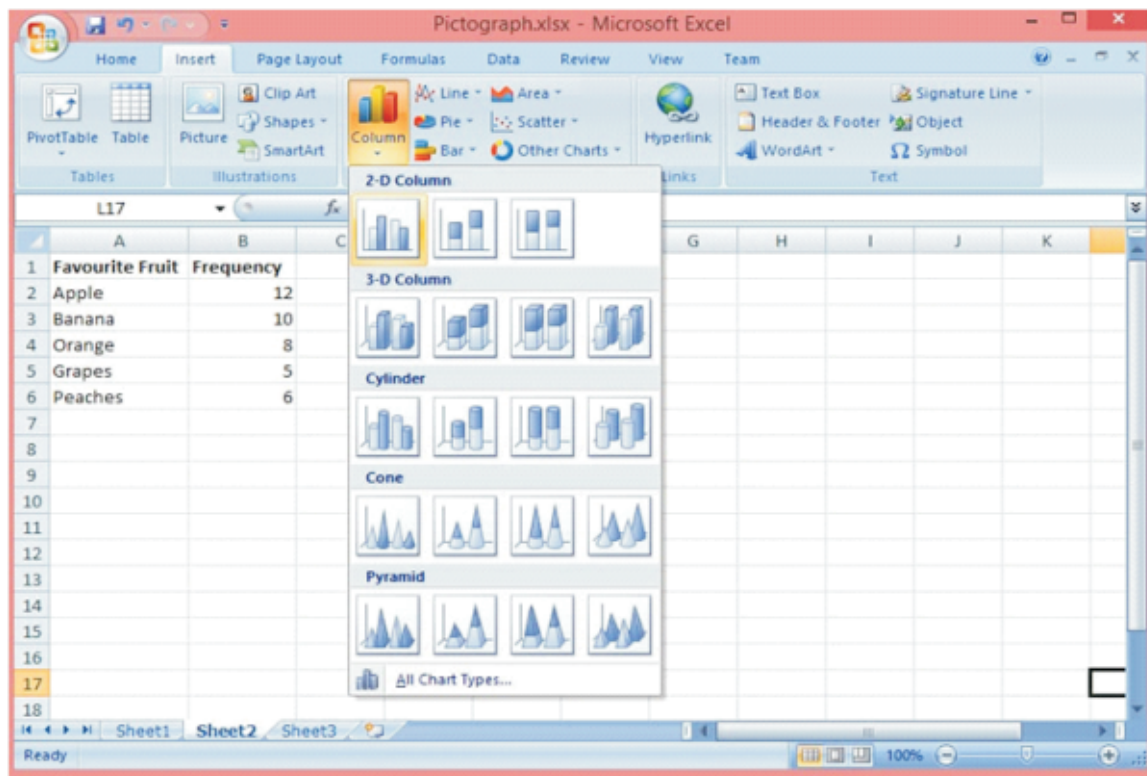 Pictograph.xlsx - Microsoft Excel
Home Insert Page Layout Formulas Data Review View Team
PivotTable Table Picture Clip Art Shapes SmartArt Column Line Area Pie Scatter Bar Other Charts Hyperlink Text Box Header & Footer WordArt Signature Line Object Symbol
Tables Illustrations Links Text
L17 fx
A B C G H I J K
1 Favourite Fruit Frequency
2 Apple 12
3 Banana 10
4 Orange 8
5 Grapes 5
6 Peaches 6
7
8
9
10
11
12
13
14
15
16
17
18
2-D Column
3-D Column
Cylinder
Cone
Pyramid
All Chart Types...
Sheet1 Sheet2 Sheet3
Ready 100%